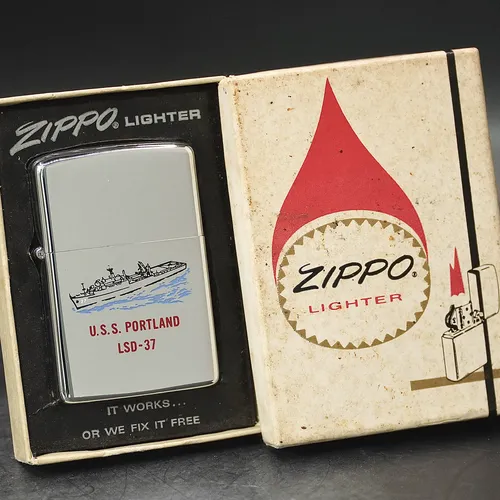 ZIPPO® LIGHTER
U.S.S. PORTLAND
LSD-37
IT WORKS...
OR WE FIX IT FREE
ZIPPO®
LIGHTER